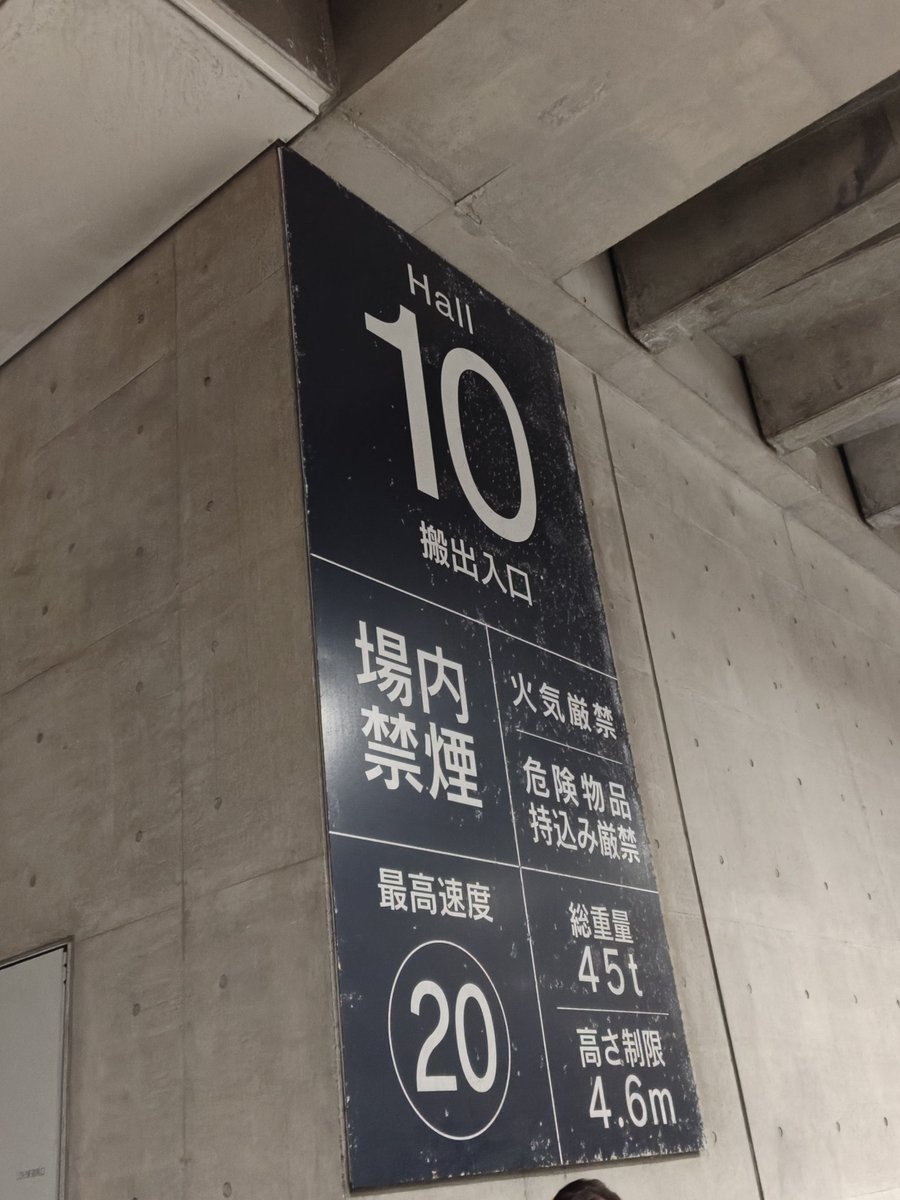 Hall
10
搬出入口
場内
禁煙
火気厳禁
危険物品
持込み厳禁
最高速度
20
総重量
45t
高さ制限
4.6m